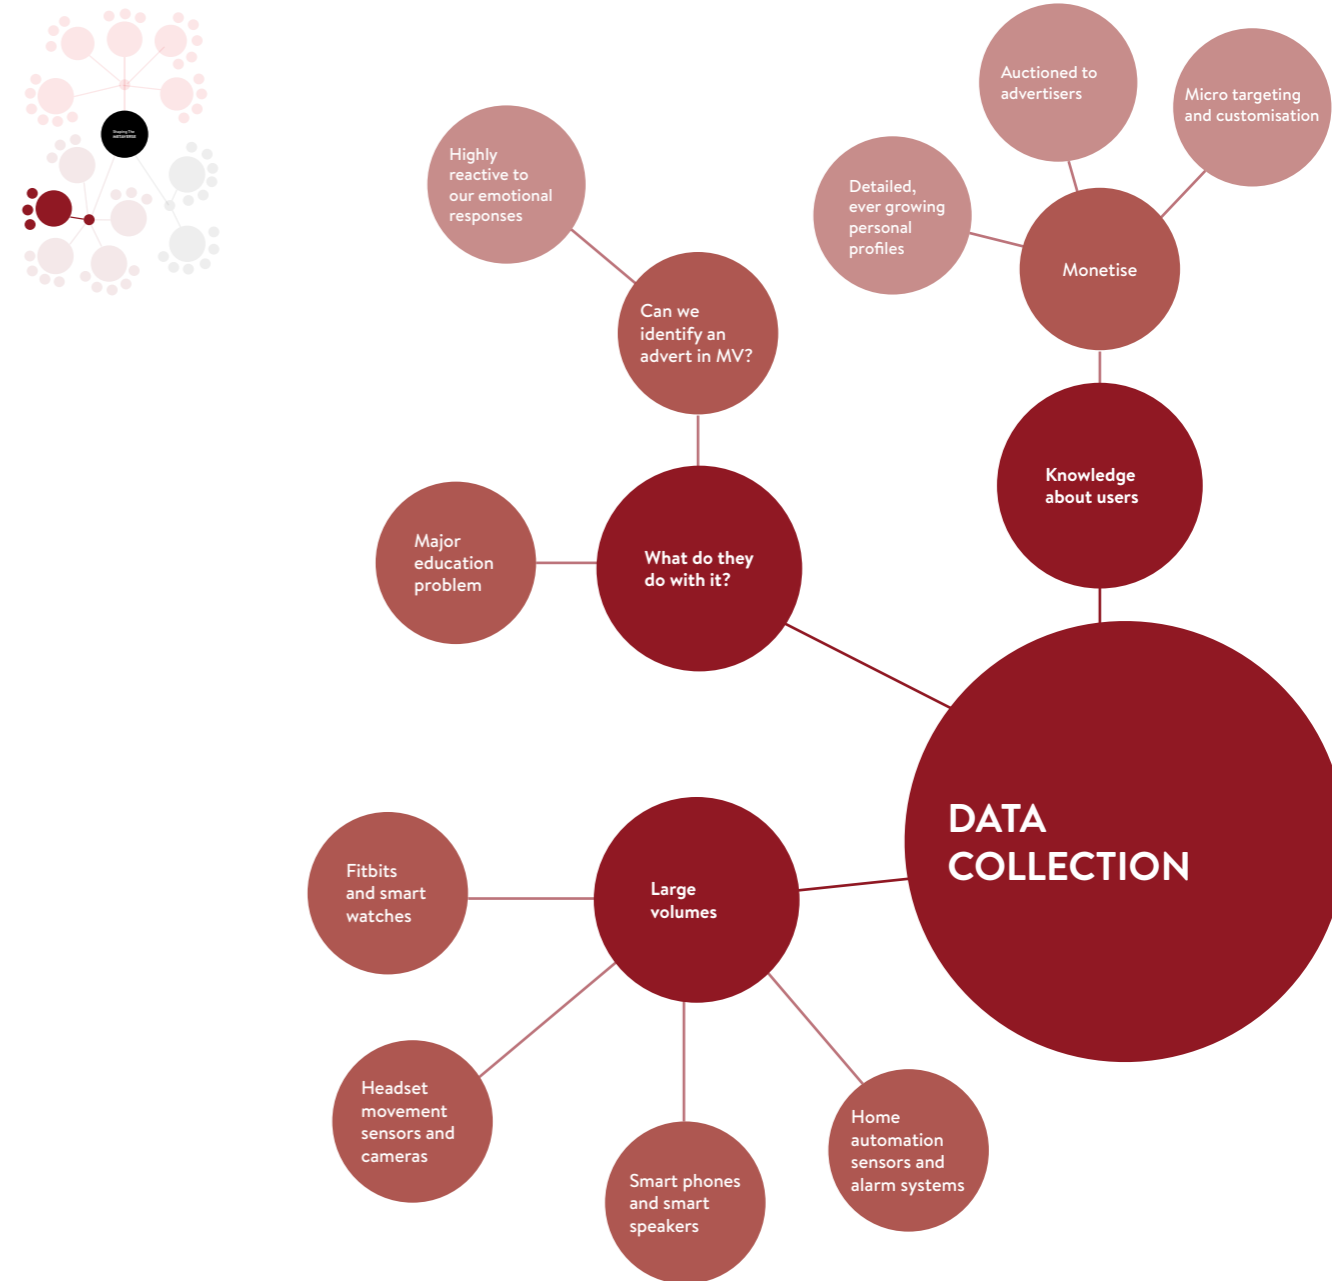 Shaping The
METAVERSE
Highly
reactive to
our emotional
responses
Auctioned to
advertisers
Micro targeting
and customisation
Detailed,
ever growing
personal
profiles
Monetise
Can we
identify an
advert in MV?
Knowledge
about users
Major
education
problem
What do they
do with it?
DATA
COLLECTION
Fitbits
and smart
watches
Large
volumes
Headset
movement
sensors and
cameras
Smart phones
and smart
speakers
Home
automation
sensors and
alarm systems